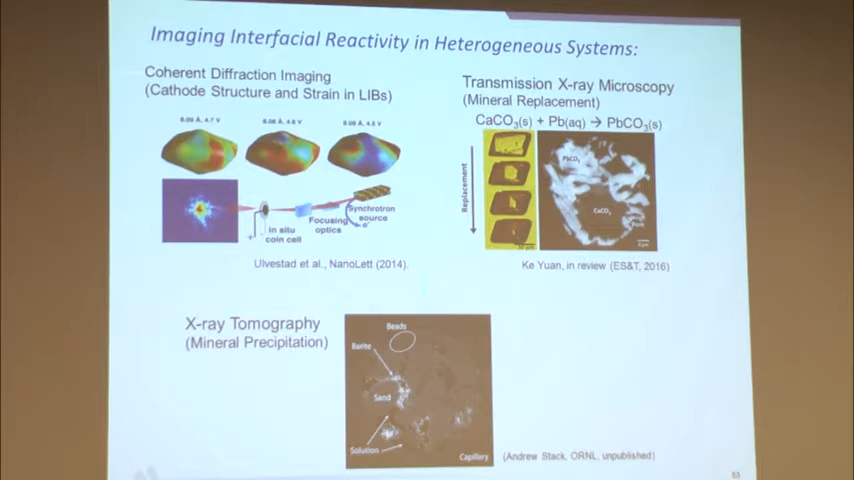 Imaging Interfacial Reactivity in Heterogeneous Systems:
Coherent Diffraction Imaging
(Cathode Structure and Strain in LIBs)
Focusing
optics
Synchrotron
source
e-
in situ
coin cell
+
-
Ulvestad et al., NanoLett (2014).
Transmission X-ray Microscopy
(Mineral Replacement)
CaCO3(s) + Pb(aq) → PbCO3(s)
Replacement
PbCO3
CaCO3
Ke Yuan, in review (ES&T, 2016)
X-ray Tomography
(Mineral Precipitation)
Beads
Barite
Sand
Solution
Capillary
(Andrew Stack, ORNL, unpublished)
53